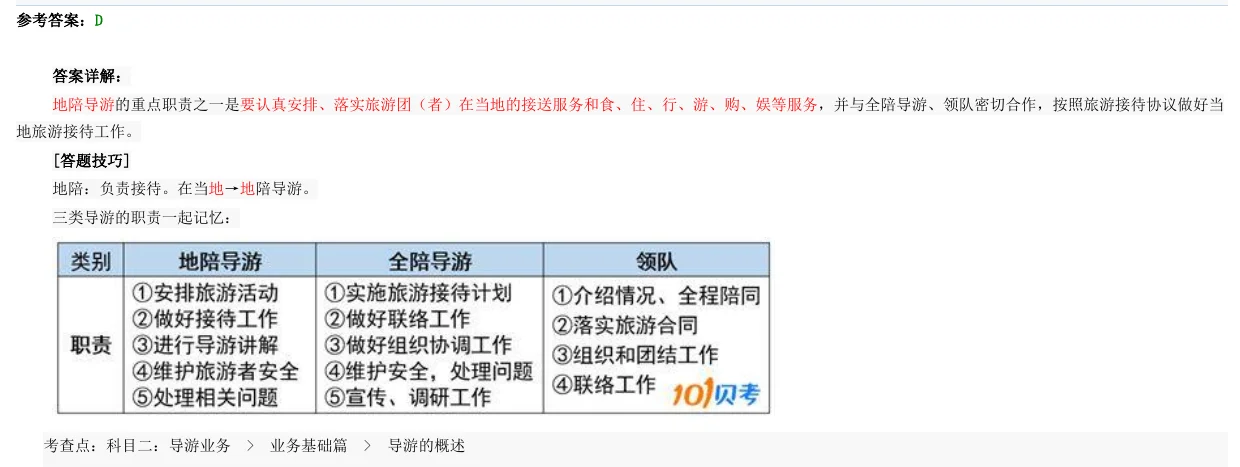 参考答案：D
答案详解：
地陪导游的重点职责之一是要认真安排、落实旅游团（者）在当地的接送服务和食、住、行、游、购、娱等服务，并与全陪导游、领队密切合作，按照旅游接待协议做好当
地旅游接待工作。
[答题技巧]
地陪：负责接待。在当地→地陪导游。
三类导游的职责一起记忆：
类别 地陪导游 全陪导游 领队
职责
①安排旅游活动
②做好接待工作
③进行导游讲解
④维护旅游者安全
⑤处理相关问题
①实施旅游接待计划
②做好联络工作
③做好组织协调工作
④维护安全，处理问题
⑤宣传、调研工作
①介绍情况、全程陪同
②落实旅游合同
③组织和团结工作
④联络工作
101贝考
考查点：科目二：导游业务 > 业务基础篇 > 导游的概述